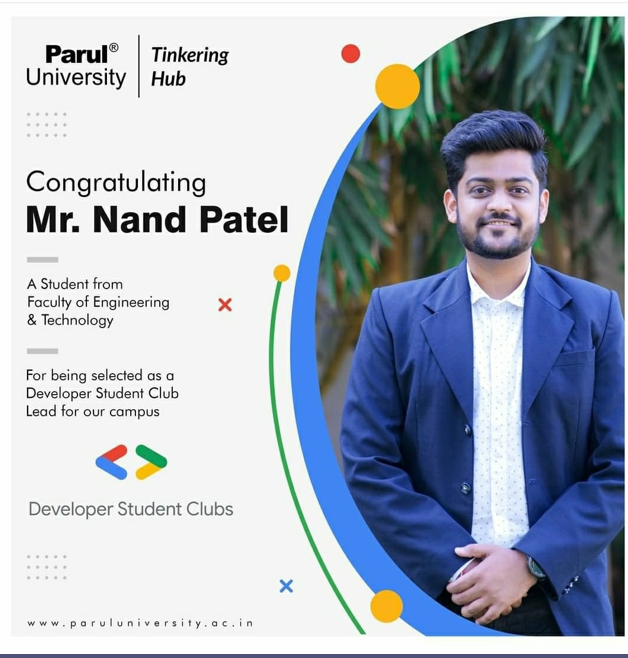 Parul® University
Tinkering Hub
Congratulating
Mr. Nand Patel
A Student from
Faculty of Engineering
& Technology
For being selected as a
Developer Student Club
Lead for our campus
Developer Student Clubs
www.paruluniversity.ac.in